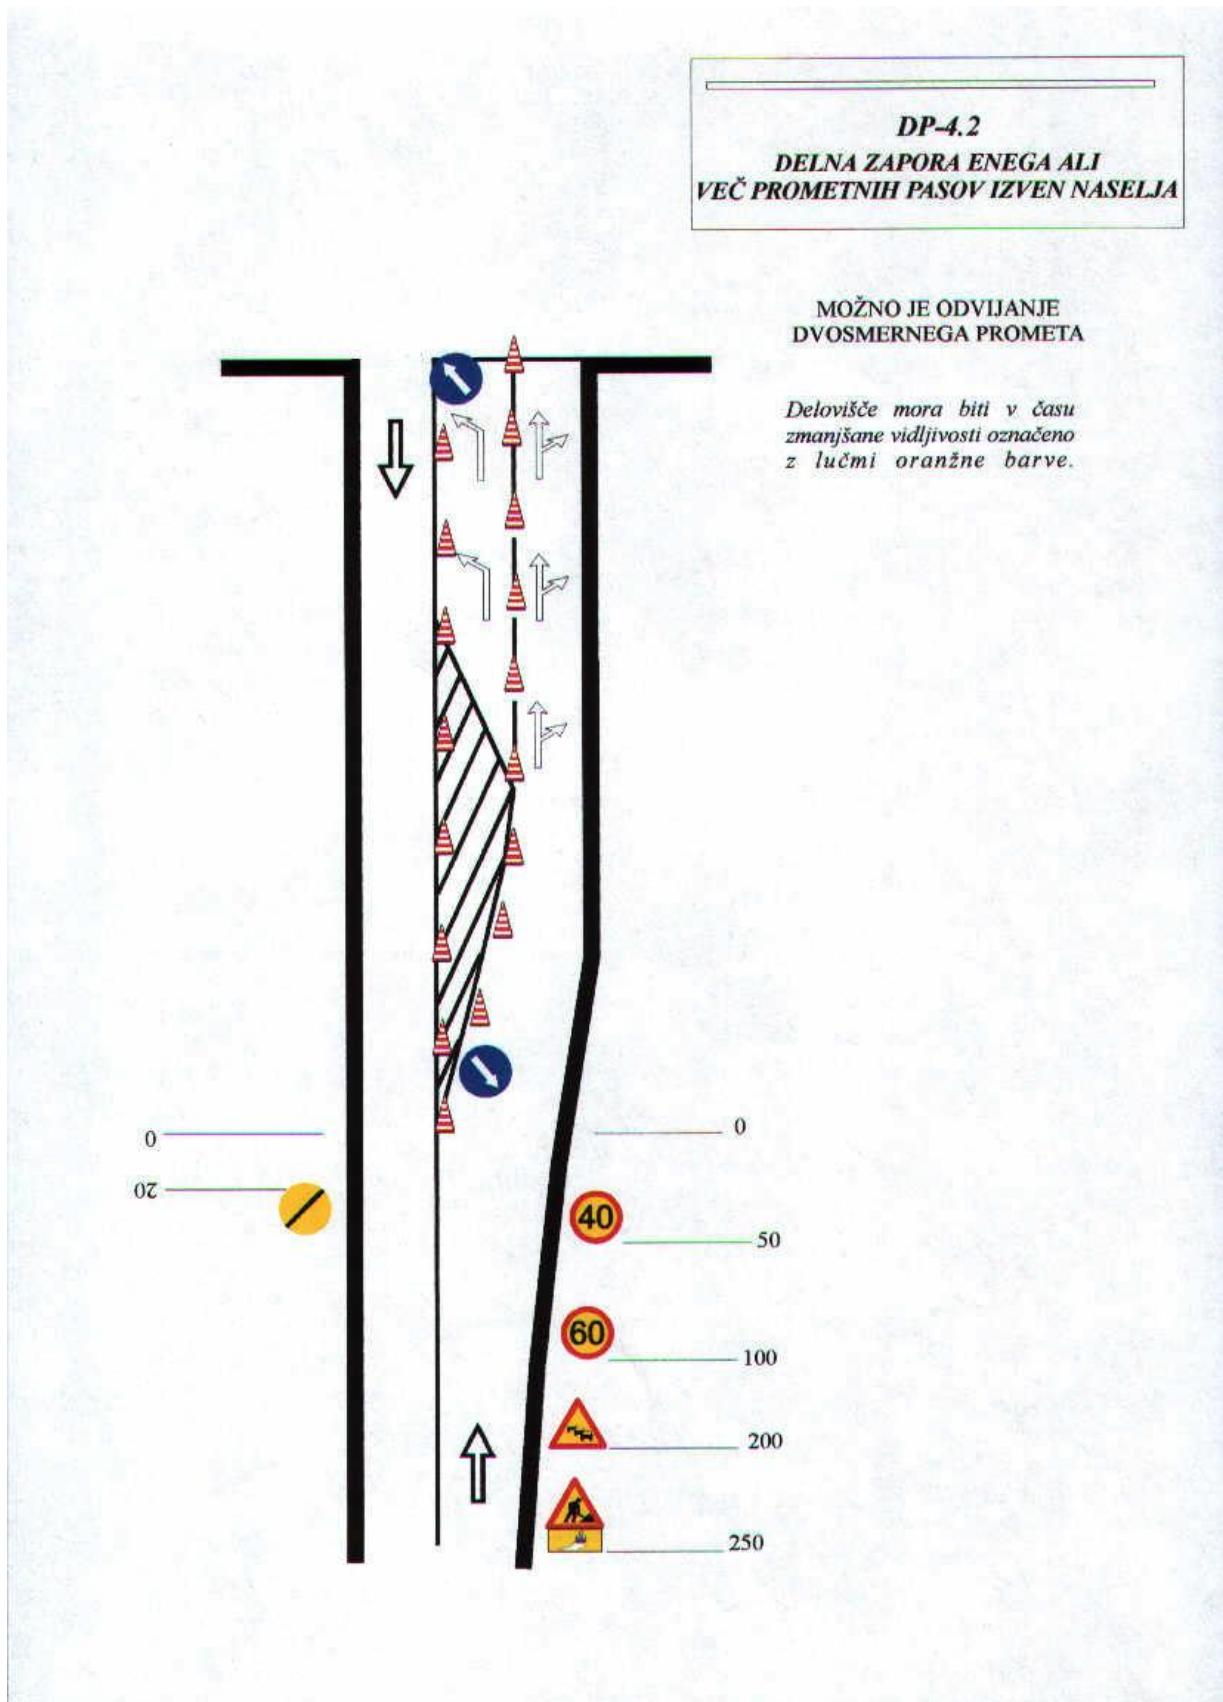 DP-4.2
DELNA ZAPORA ENEGA ALI
VEČ PROMETNIH PASOV IZVEN NASELJA
MOŽNO JE ODVIJANJE
DVOSMERNEGA PROMETA
Delovišče mora biti v času
zmanjšane vidljivosti označeno
z lučmi oranžne barve.
0
0
20
40
50
60
100
200
250